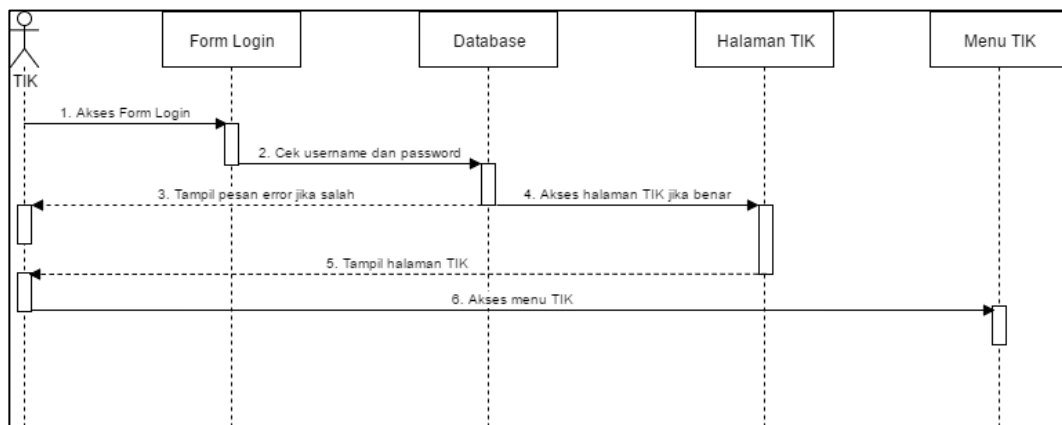 Form Login
Database
Halaman TIK
Menu TIK
TIK
1. Akses Form Login
2. Cek username dan password
3. Tampil pesan error jika salah
4. Akses halaman TIK jika benar
5. Tampil halaman TIK
6. Akses menu TIK